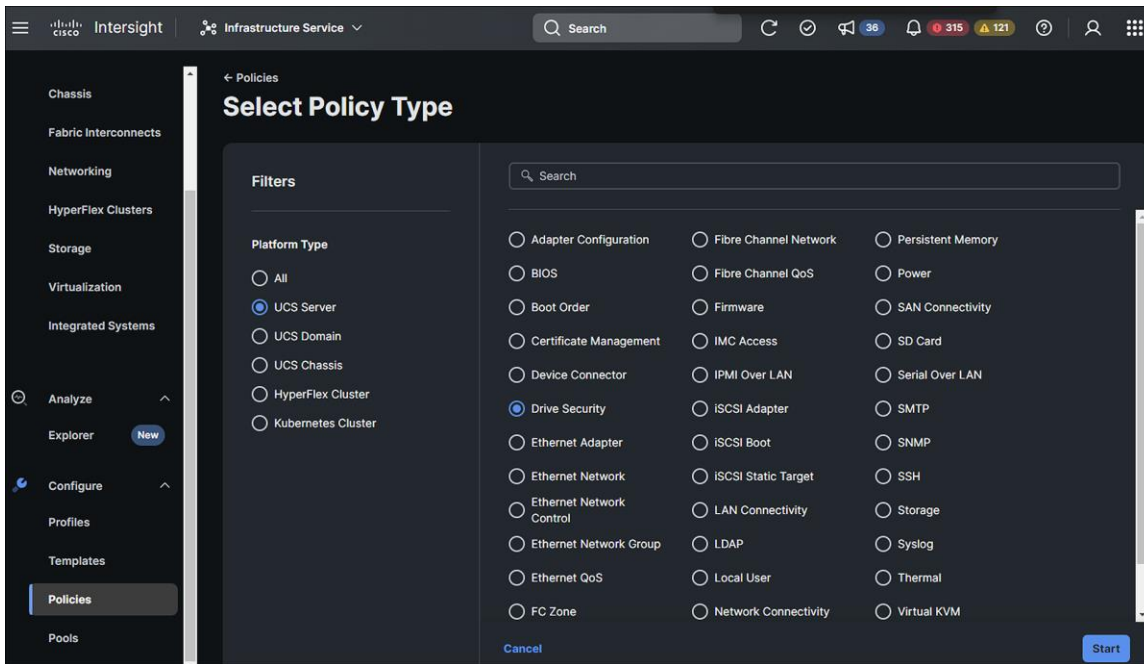 cisco Intersight
Infrastructure Service
Search
36
315
121
Chassis
Fabric Interconnects
Networking
HyperFlex Clusters
Storage
Virtualization
Integrated Systems
Analyze
Explorer New
Configure
Profiles
Templates
Policies
Pools
← Policies
Select Policy Type
Filters
Platform Type
All
UCS Server
UCS Domain
UCS Chassis
HyperFlex Cluster
Kubernetes Cluster
Search
Adapter Configuration
BIOS
Boot Order
Certificate Management
Device Connector
Drive Security
Ethernet Adapter
Ethernet Network
Ethernet Network
Control
Ethernet Network Group
Ethernet QoS
FC Zone
Fibre Channel Network
Fibre Channel QoS
Firmware
IMC Access
IPMI Over LAN
iSCSI Adapter
iSCSI Boot
iSCSI Static Target
LAN Connectivity
LDAP
Local User
Network Connectivity
Persistent Memory
Power
SAN Connectivity
SD Card
Serial Over LAN
SMTP
SNMP
SSH
Storage
Syslog
Thermal
Virtual KVM
Cancel
Start